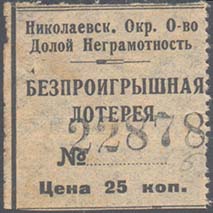 Николаевск. Окр. О-во
Долой Неграмотность
БЕЗПРОИГРЫШНАЯ
ЛОТЕРЕЯ
22878
№
Цена 25 коп.